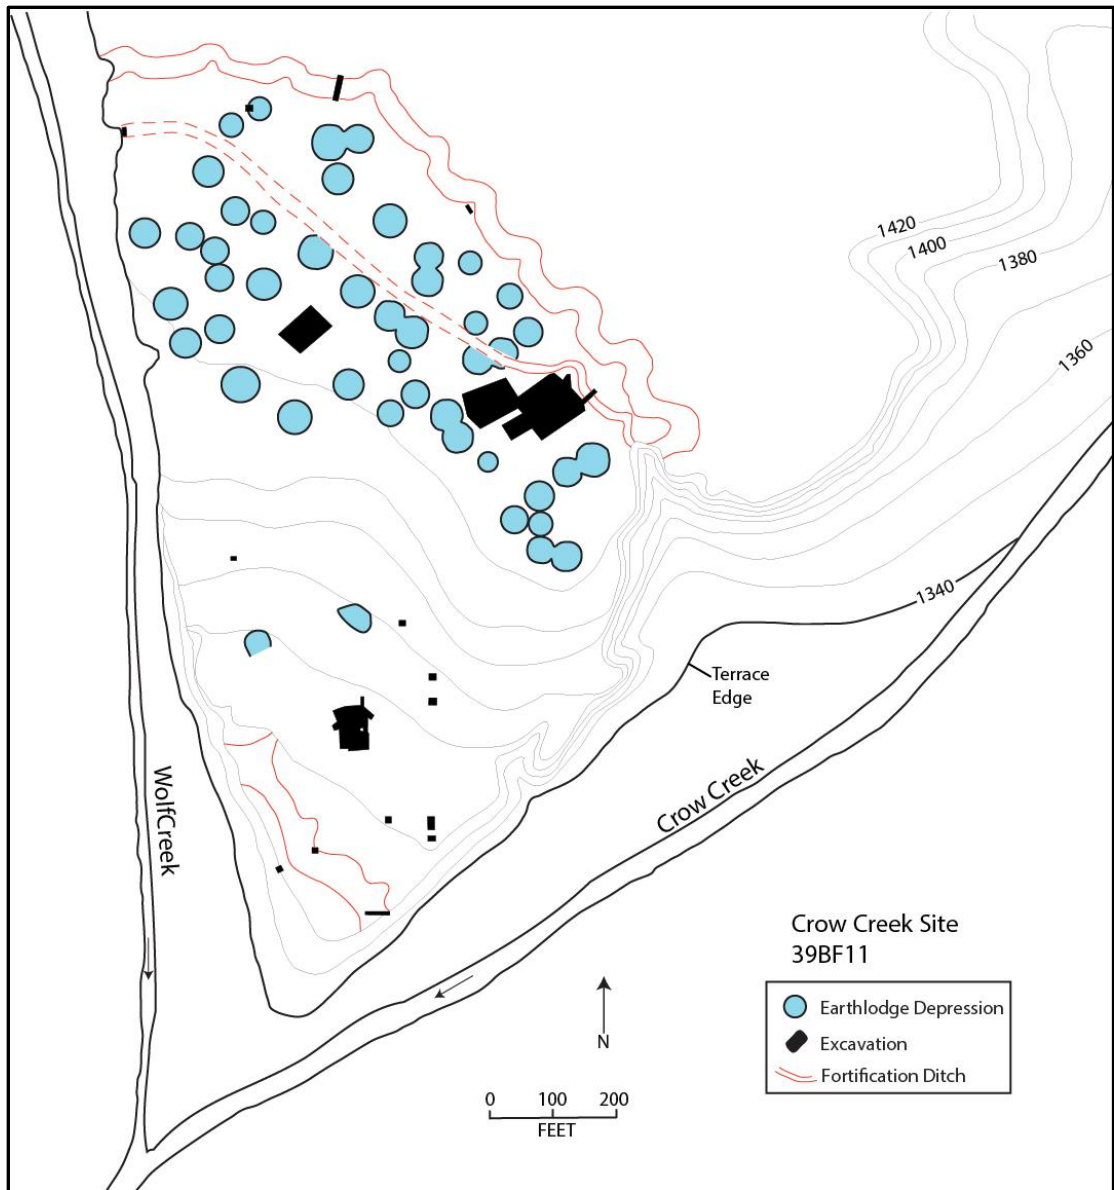 1420
1400
1380
1360
1340
Terrace
Edge
WolfCreek
Crow Creek
Crow Creek Site
39BF11
Earthlodge Depression
Excavation
Fortification Ditch
N
0 100 200
FEET